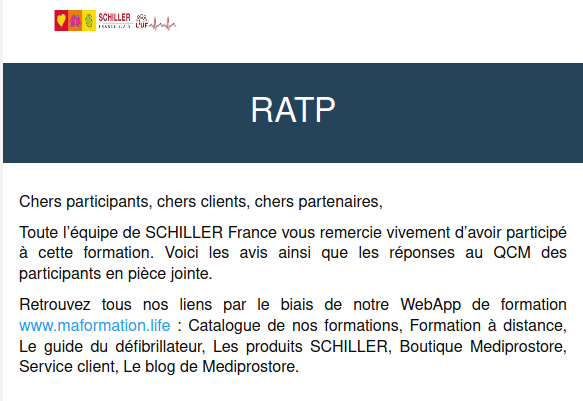 SCHILLER
FRANCE S.A.S
L'UF
RATP
Chers participants, chers clients, chers partenaires,
Toute l'équipe de SCHILLER France vous remercie vivement d'avoir participé
à cette formation. Voici les avis ainsi que les réponses au QCM des
participants en pièce jointe.
Retrouvez tous nos liens par le biais de notre WebApp de formation
www.maformation.life : Catalogue de nos formations, Formation à distance,
Le guide du défibrillateur, Les produits SCHILLER, Boutique Mediprostore,
Service client, Le blog de Mediprostore.